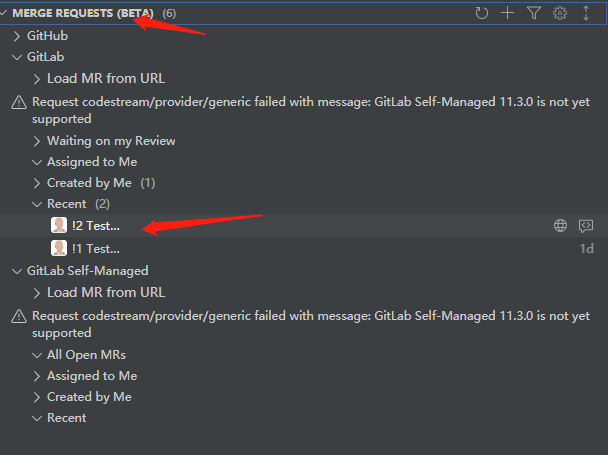 MERGE REQUESTS (BETA) (6)
GitHub
GitLab
Load MR from URL
Request codestream/provider/generic failed with message: GitLab Self-Managed 11.3.0 is not yet
supported
Waiting on my Review
Assigned to Me
Created by Me (1)
Recent (2)
!2 Test...
!1 Test... 1d
GitLab Self-Managed
Load MR from URL
Request codestream/provider/generic failed with message: GitLab Self-Managed 11.3.0 is not yet
supported
All Open MRs
Assigned to Me
Created by Me
Recent